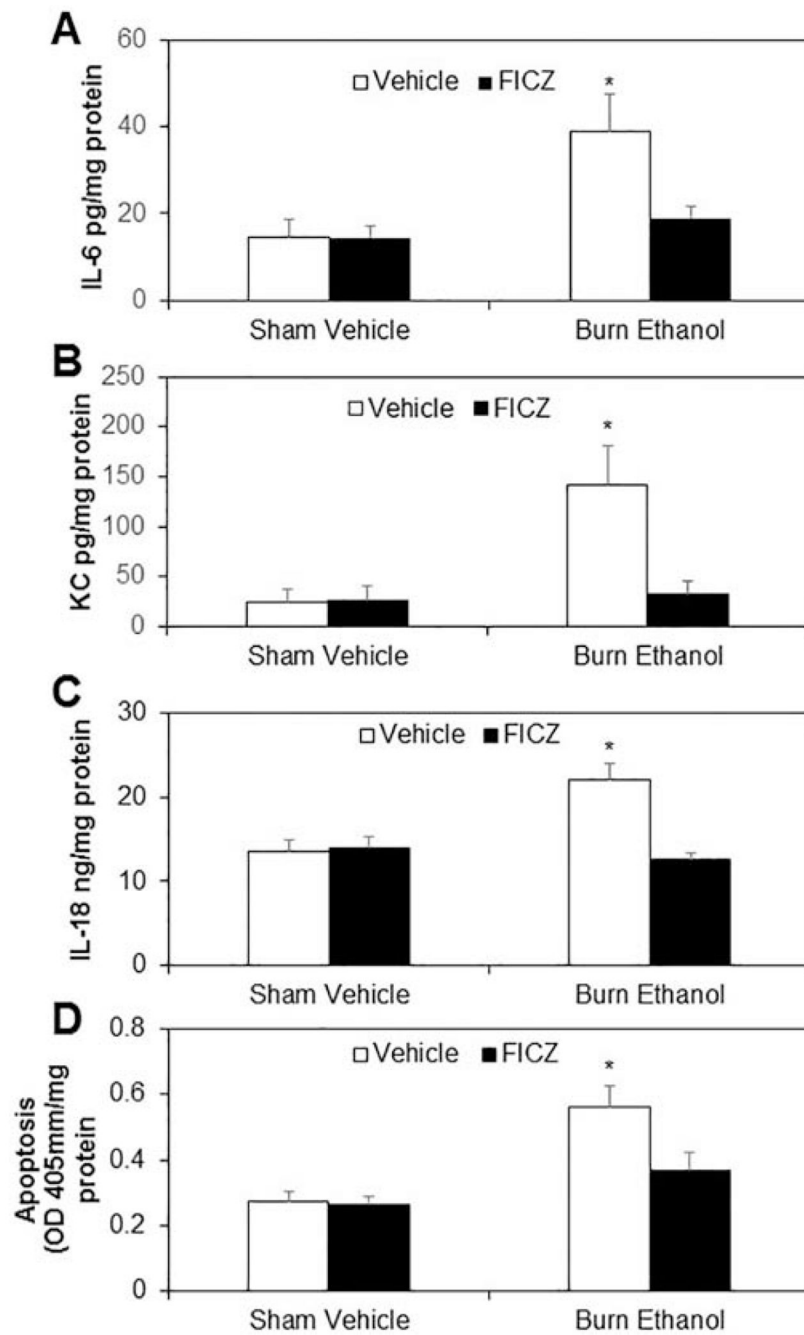 A
60
40
20
0
IL-6 pg/mg protein
Vehicle FICZ
*
Sham Vehicle Burn Ethanol
B
250
200
150
100
50
0
KC pg/mg protein
Vehicle FICZ
*
Sham Vehicle Burn Ethanol
C
30
20
10
0
IL-18 ng/mg protein
Vehicle FICZ
*
Sham Vehicle Burn Ethanol
D
0.8
0.6
0.4
0.2
0
Apoptosis
(OD 405mm/mg
protein
Vehicle FICZ
*
Sham Vehicle Burn Ethanol